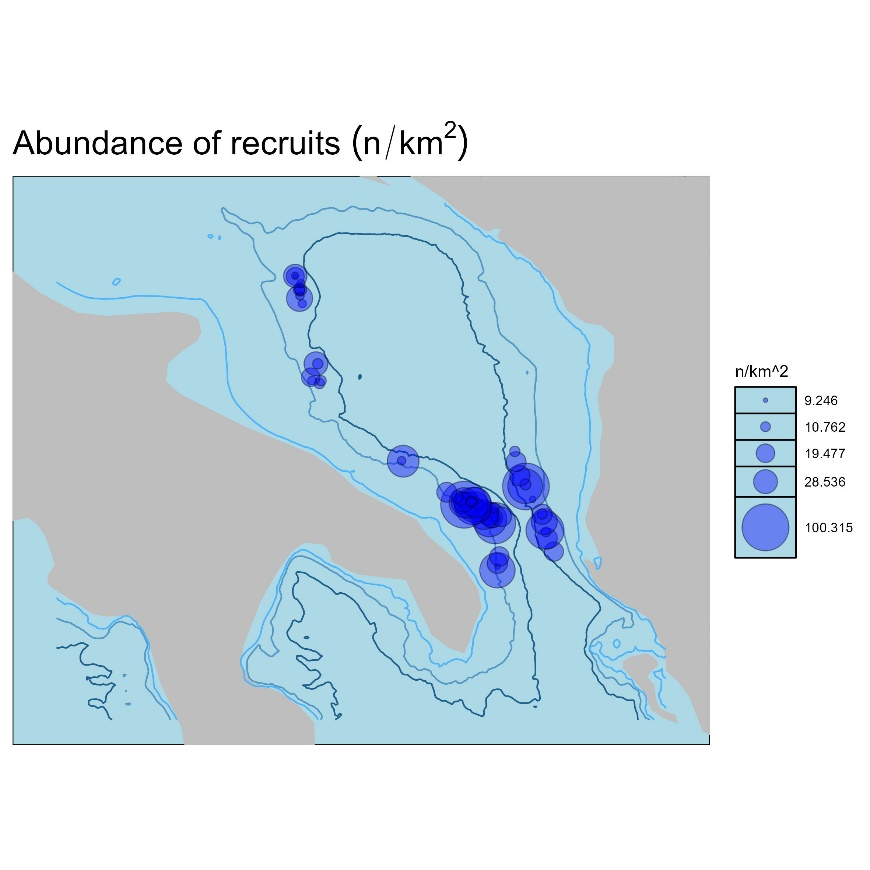 Abundance of recruits (n/km²)
n/km^2
9.246
10.762
19.477
28.536
100.315